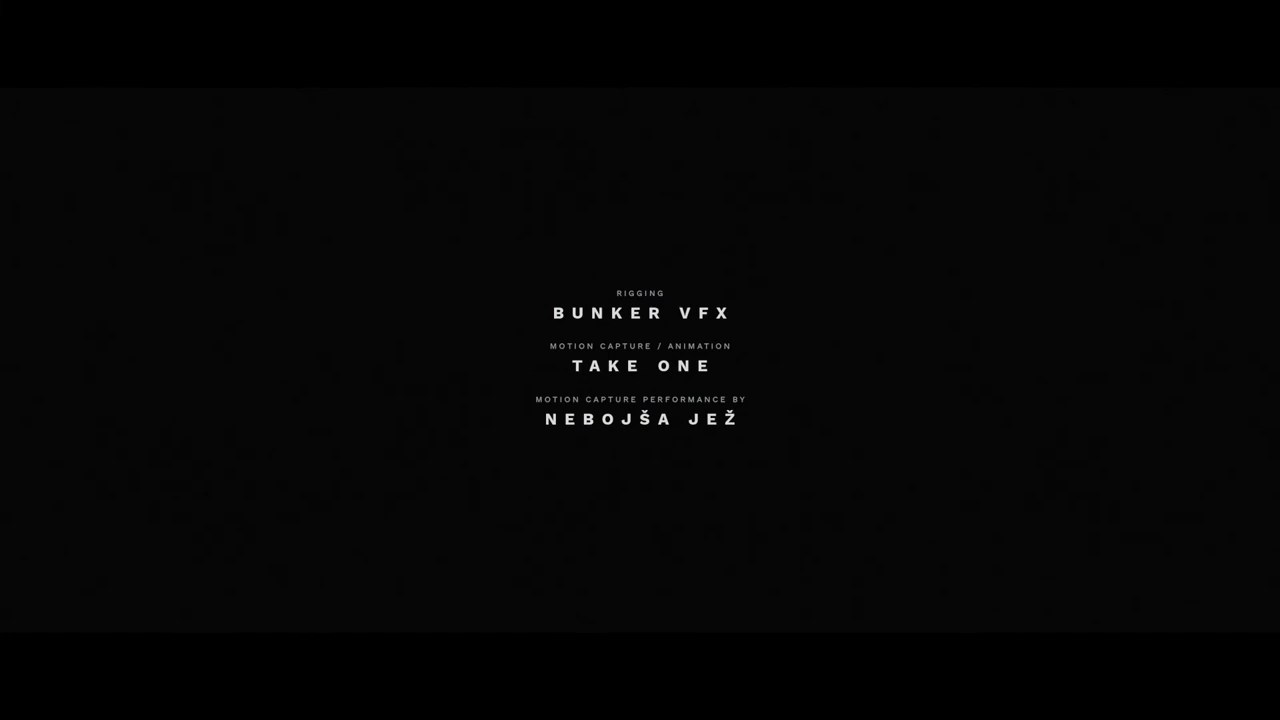 RIGGING
BUNKER VFX
MOTION CAPTURE / ANIMATION
TAKE ONE
MOTION CAPTURE PERFORMANCE BY
NEBOJŠA JEŽ